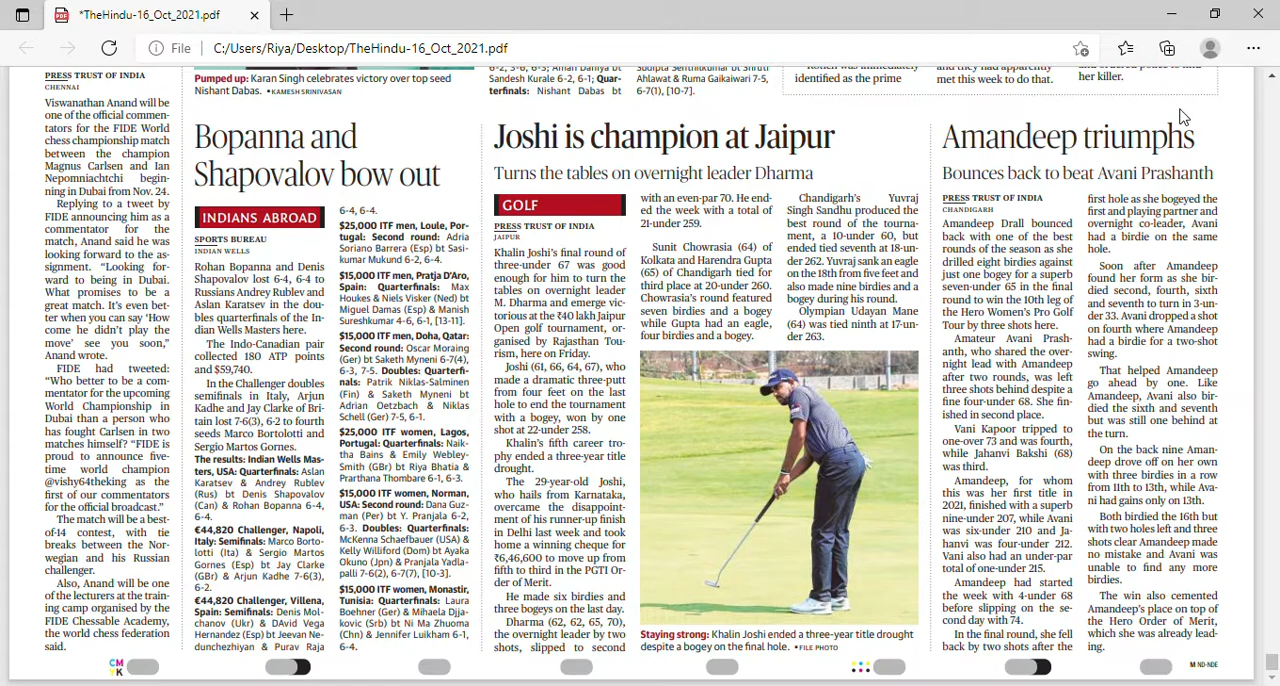 *TheHindu-16_Oct_2021.pdf
File
C:/Users/Riya/Desktop/TheHindu-16_Oct_2021.pdf
PRESS TRUST OF INDIA
CHENNAI
Viswanathan Anand will be
one of the official commen-
tators for the FIDE World
chess championship match
between the champion
Magnus Carlsen and Ian
Nepomniachtchi begin-
ning in Dubai from Nov. 24.
Replying to a tweet by
FIDE announcing him as a
commentator for the
match, Anand said he was
looking forward to the as-
signment. “Looking for-
ward to being in Dubai.
What promises to be a
great match. It’s even bet-
ter when you can say ‘How
come he didn’t play the
move’ see you soon,”
Anand wrote.
FIDE had tweeted:
“Who better to be a com-
mentator for the upcoming
World Championship in
Dubai than a person who
has fought Carlsen in two
matches himself? “FIDE is
proud to announce five-
time world champion
@vishy64theking as the
first of our commentators
for the official broadcast.”
The match will be a best-
of-14 contest, with tie
breaks between the Nor-
wegian and his Russian
challenger.
Also, Anand will be one
of the lecturers at the train-
ing camp organised by the
FIDE Chessable Academy,
the world chess federation
said.
Pumped up: Karan Singh celebrates victory over top seed
Nishant Dabas. •KAMESH SRINIVASAN
6-2, 3-6, 6-3; Aman Dahiya bt
Sandesh Kurale 6-2, 6-1; Quar-
terfinals: Nishant Dabas bt
Sudipta Senthilkumar bt Shruti
Ahlawat & Ruma Gaikaiwari 7-5,
6-7(1), [10-7].
identified as the prime
and they had apparently
met this week to do that.
her killer.
Bopanna and
Shapovalov bow out
INDIANS ABROAD
SPORTS BUREAU
INDIAN WELLS
Rohan Bopanna and Denis
Shapovalov lost 6-4, 6-4 to
Russians Andrey Rublev and
Aslan Karatsev in the dou-
bles quarterfinals of the In-
dian Wells Masters here.
The Indo-Canadian pair
collected 180 ATP points
and $59,740.
In the Challenger doubles
semifinals in Italy, Arjun
Kadhe and Jay Clarke of Bri-
tain lost 7-6(3), 6-2 to fourth
seeds Marco Bortolotti and
Sergio Martos Gornes.
The results: Indian Wells Mas-
ters, USA: Quarterfinals: Aslan
Karatsev & Andrey Rublev
(Rus) bt Denis Shapovalov
(Can) & Rohan Bopanna 6-4,
6-4.
€44,820 Challenger, Napoli,
Italy: Semifinals: Marco Borto-
lotti (Ita) & Sergio Martos
Gornes (Esp) bt Jay Clarke
(GBr) & Arjun Kadhe 7-6(3),
6-2.
€44,820 Challenger, Villena,
Spain: Semifinals: Denis Mol-
chanov (Ukr) & DAvid Vega
Hernandez (Esp) bt Jeevan Ne-
dunchezhiyan & Purav Raja
6-4, 6-4.
$25,000 ITF men, Loule, Por-
tugal: Second round: Adria
Soriano Barrera (Esp) bt Sasi-
kumar Mukund 6-2, 6-4.
$15,000 ITF men, Pratja D’Aro,
Spain: Quarterfinals: Max
Houkes & Niels Visker (Ned) bt
Miguel Damas (Esp) & Manish
Sureshkumar 4-6, 6-1, [13-11].
$15,000 ITF men, Doha, Qatar:
Second round: Oscar Moraing
(Ger) bt Saketh Myneni 6-7(4),
6-3, 7-5. Doubles: Quarterfi-
nals: Patrik Niklas-Salminen
(Fin) & Saketh Myneni bt
Adrian Oetzbach & Niklas
Schell (Ger) 7-5, 6-1.
$25,000 ITF women, Lagos,
Portugal: Quarterfinals: Naik-
tha Bains & Emily Webley-
Smith (GBr) bt Riya Bhatia &
Prarthana Thombare 6-1, 6-3.
$15,000 ITF women, Norman,
USA: Second round: Dana Guz-
man (Per) bt Y. Pranjala 6-2,
6-3. Doubles: Quarterfinals:
McKenna Schaefbauer (USA) &
Kelly Williford (Dom) bt Ayaka
Okuno (Jpn) & Pranjala Yadla-
palli 7-6(2), 6-7(7), [10-3].
$15,000 ITF women, Monastir,
Tunisia: Quarterfinals: Laura
Boehner (Ger) & Mihaela Djja-
kovic (Srb) bt Ni Ma Zhuoma
(Chn) & Jennifer Luikham 6-1,
6-4.
Joshi is champion at Jaipur
Turns the tables on overnight leader Dharma
GOLF
PRESS TRUST OF INDIA
JAIPUR
Khalin Joshi’s final round of
three-under 67 was good
enough for him to turn the
tables on overnight leader
M. Dharma and emerge vic-
torious at the ₹40 lakh Jaipur
Open golf tournament, or-
ganised by Rajasthan Tou-
rism, here on Friday.
Joshi (61, 66, 64, 67), who
made a dramatic three-putt
from four feet on the last
hole to end the tournament
with a bogey, won by one
shot at 22-under 258.
Khalin’s fifth career tro-
phy ended a three-year title
drought.
The 29-year-old Joshi,
who hails from Karnataka,
overcame the disappoint-
ment of his runner-up finish
in Delhi last week and took
home a winning cheque for
₹6,46,600 to move up from
fifth to third in the PGTI Or-
der of Merit.
He made six birdies and
three bogeys on the last day.
Dharma (62, 62, 65, 70),
the overnight leader by two
shots, slipped to second
with an even-par 70. He end-
ed the week with a total of
21-under 259.
Sunit Chowrasia (64) of
Kolkata and Harendra Gupta
(65) of Chandigarh tied for
third place at 20-under 260.
Chowrasia’s round featured
seven birdies and a bogey
while Gupta had an eagle,
four birdies and a bogey.
Chandigarh’s Yuvraj
Singh Sandhu produced the
best round of the tourna-
ment, a 10-under 60, but
ended tied seventh at 18-un-
der 262. Yuvraj sank an eagle
on the 18th from five feet and
also made nine birdies and a
bogey during his round.
Olympian Udayan Mane
(64) was tied ninth at 17-un-
der 263.
Staying strong: Khalin Joshi ended a three-year title drought
despite a bogey on the final hole. •FILE PHOTO
Amandeep triumphs
Bounces back to beat Avani Prashanth
PRESS TRUST OF INDIA
CHANDIGARH
Amandeep Drall bounced
back with one of the best
rounds of the season as she
drilled eight birdies against
just one bogey for a superb
seven-under 65 in the final
round to win the 10th leg of
the Hero Women’s Pro Golf
Tour by three shots here.
Amateur Avani Prash-
anth, who shared the over-
night lead with Amandeep
after two rounds, was left
three shots behind despite a
fine four-under 68. She fin-
ished in second place.
Vani Kapoor tripped to
one-over 73 and was fourth,
while Jahanvi Bakshi (68)
was third.
Amandeep, for whom
this was her first title in
2021, finished with a superb
nine-under 207, while Avani
was six-under 210 and Ja-
hanvi was four-under 212.
Vani also had an under-par
total of one-under 215.
Amandeep had started
the week with 4-under 68
before slipping on the se-
cond day with 74.
In the final round, she fell
back by two shots after the
first hole as she bogeyed the
first and playing partner and
overnight co-leader, Avani
had a birdie on the same
hole.
Soon after Amandeep
found her form as she bir-
died second, fourth, sixth
and seventh to turn in 3-un-
der 33. Avani dropped a shot
on fourth where Amandeep
had a birdie for a two-shot
swing.
That helped Amandeep
go ahead by one. Like
Amandeep, Avani also bir-
died the sixth and seventh
but was still one behind at
the turn.
On the back nine Aman-
deep drove off on her own
with three birdies in a row
from 11th to 13th, while Ava-
ni had gains only on 13th.
Both birdied the 16th but
with two holes left and three
shots clear Amandeep made
no mistake and Avani was
unable to find any more
birdies.
The win also cemented
Amandeep’s place on top of
the Hero Order of Merit,
which she was already lead-
ing.
CM
YK
M ND-NDE